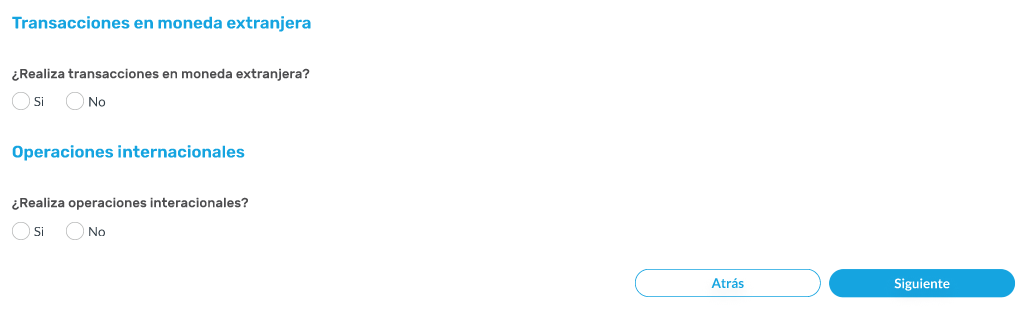 Transacciones en moneda extranjera
¿Realiza transacciones en moneda extranjera?
Si No
Operaciones internacionales
¿Realiza operaciones interacionales?
Si No
Atrás Siguiente